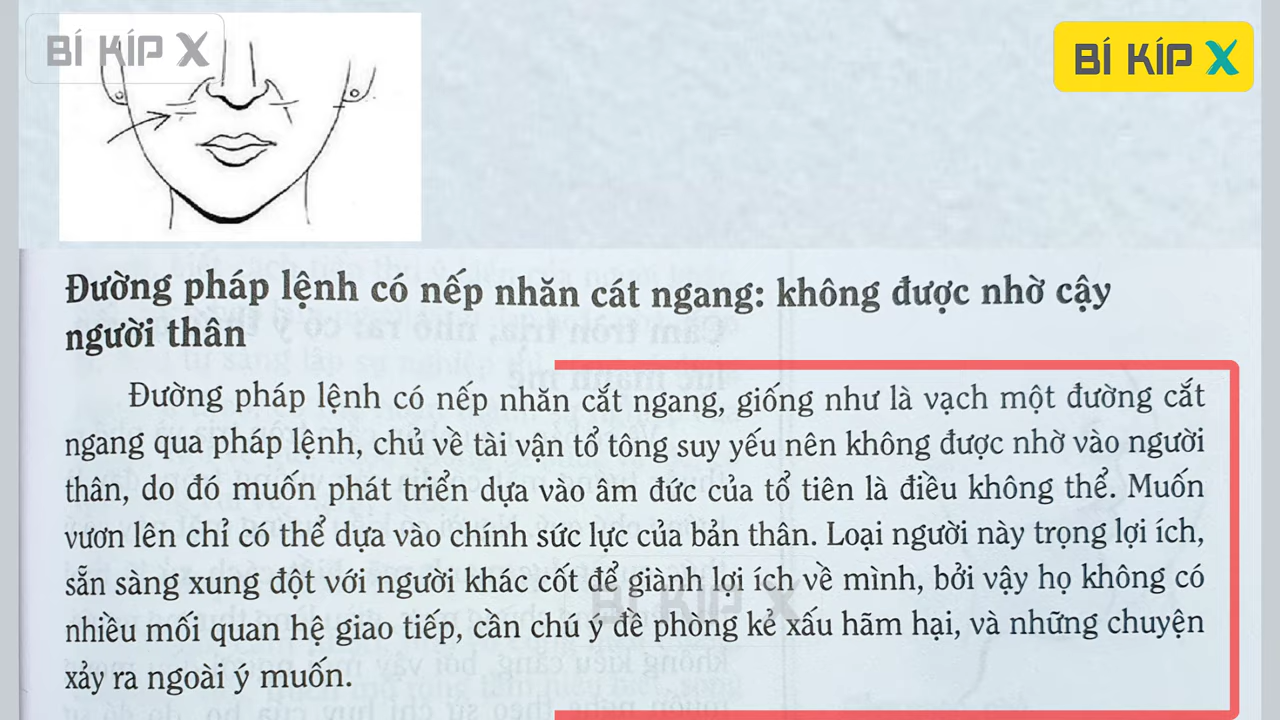 BÍ KÍP X
BÍ KÍP X
Đường pháp lệnh có nếp nhăn cát ngang: không được nhờ cậy
người thân
Đường pháp lệnh có nếp nhăn cắt ngang, giống như là vạch một đường cắt
ngang qua pháp lệnh, chủ về tài vận tổ tông suy yếu nên không được nhờ vào người
thân, do đó muốn phát triển dựa vào âm đức của tổ tiên là điều không thể. Muốn
vươn lên chỉ có thể dựa vào chính sức lực của bản thân. Loại người này trọng lợi ích,
sẵn sàng xung đột với người khác cốt để giành lợi ích về mình, bởi vậy họ không có
nhiều mối quan hệ giao tiếp, cần chú ý đề phòng kẻ xấu hãm hại, và những chuyện
xảy ra ngoài ý muốn.
BÍ KÍP X